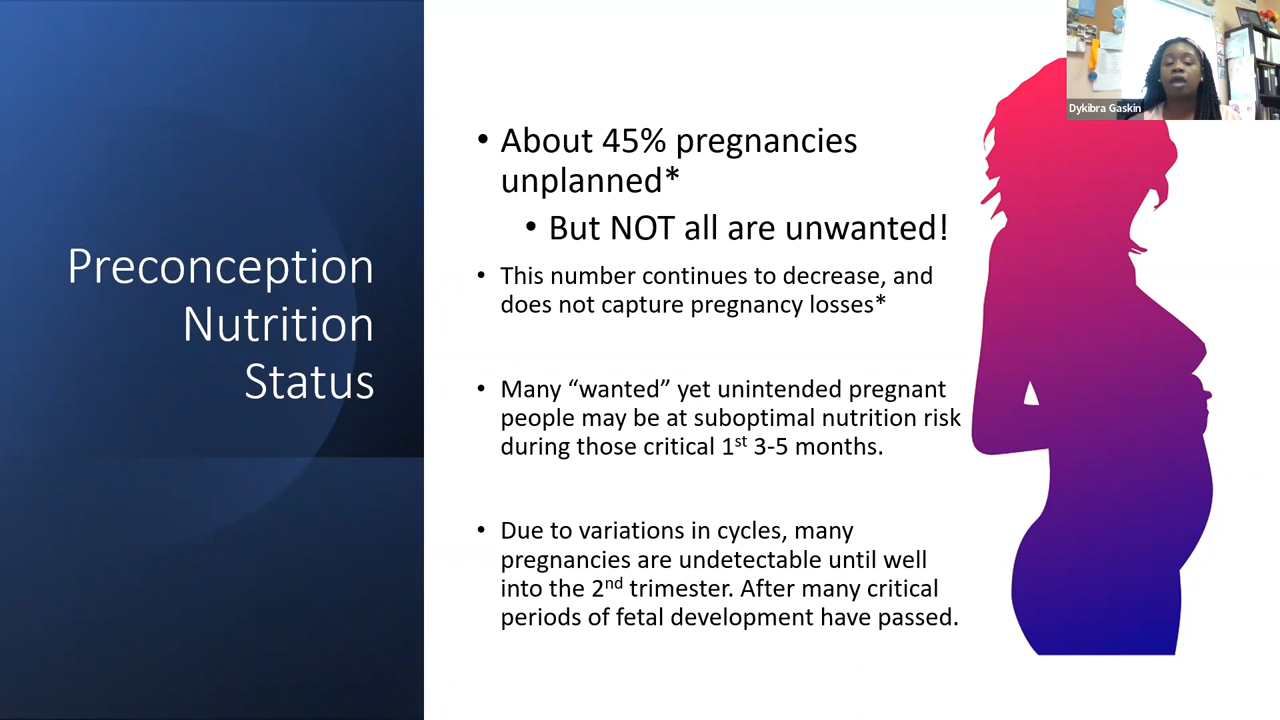 Preconception
Nutrition
Status
• About 45% pregnancies
unplanned*
• But NOT all are unwanted!
• This number continues to decrease, and
does not capture pregnancy losses*
• Many “wanted” yet unintended pregnant
people may be at suboptimal nutrition risk
during those critical 1st 3-5 months.
• Due to variations in cycles, many
pregnancies are undetectable until well
into the 2nd trimester. After many critical
periods of fetal development have passed.
Dykibra Gaskin